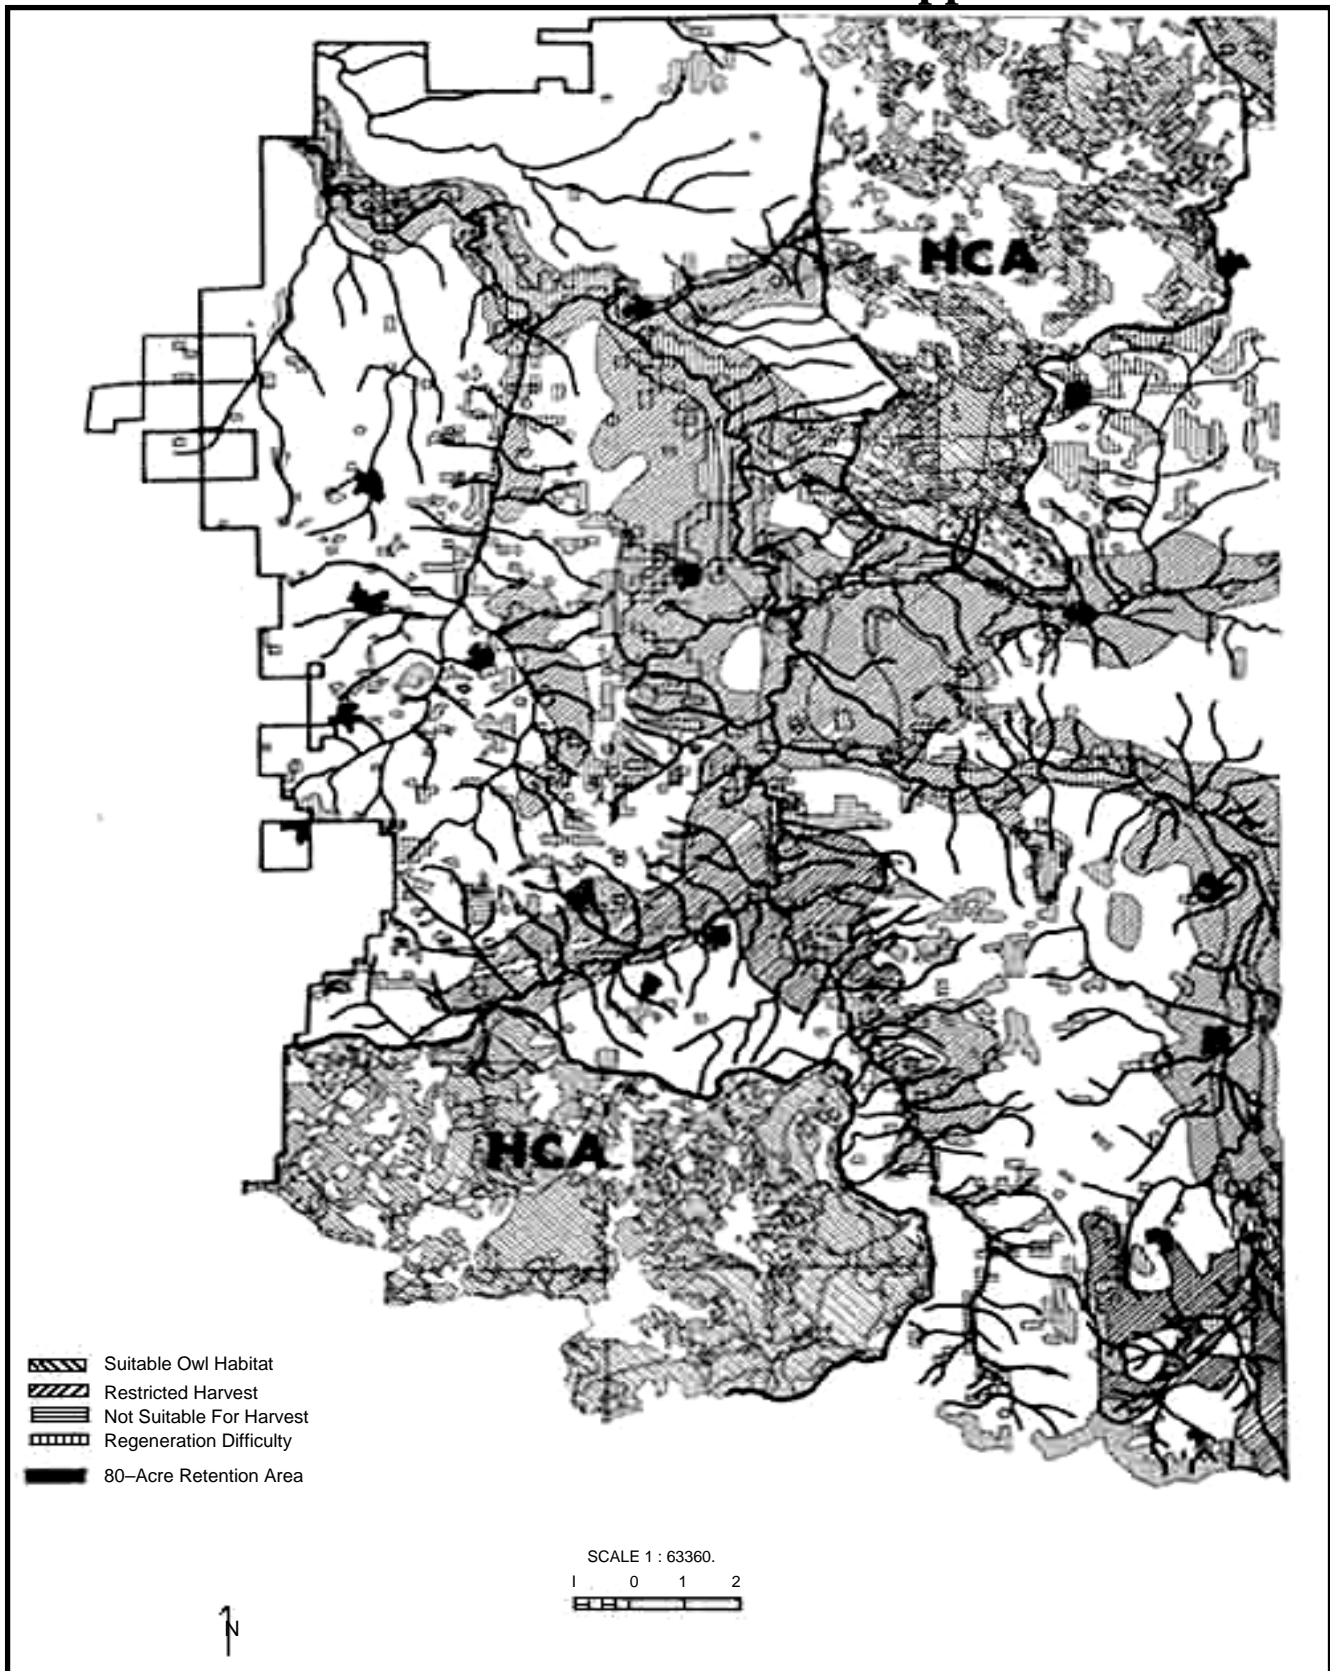 HCA
HCA
Suitable Owl Habitat
Restricted Harvest
Not Suitable For Harvest
Regeneration Difficulty
80–Acre Retention Area
SCALE 1 : 63360.
I 0 1 2
N